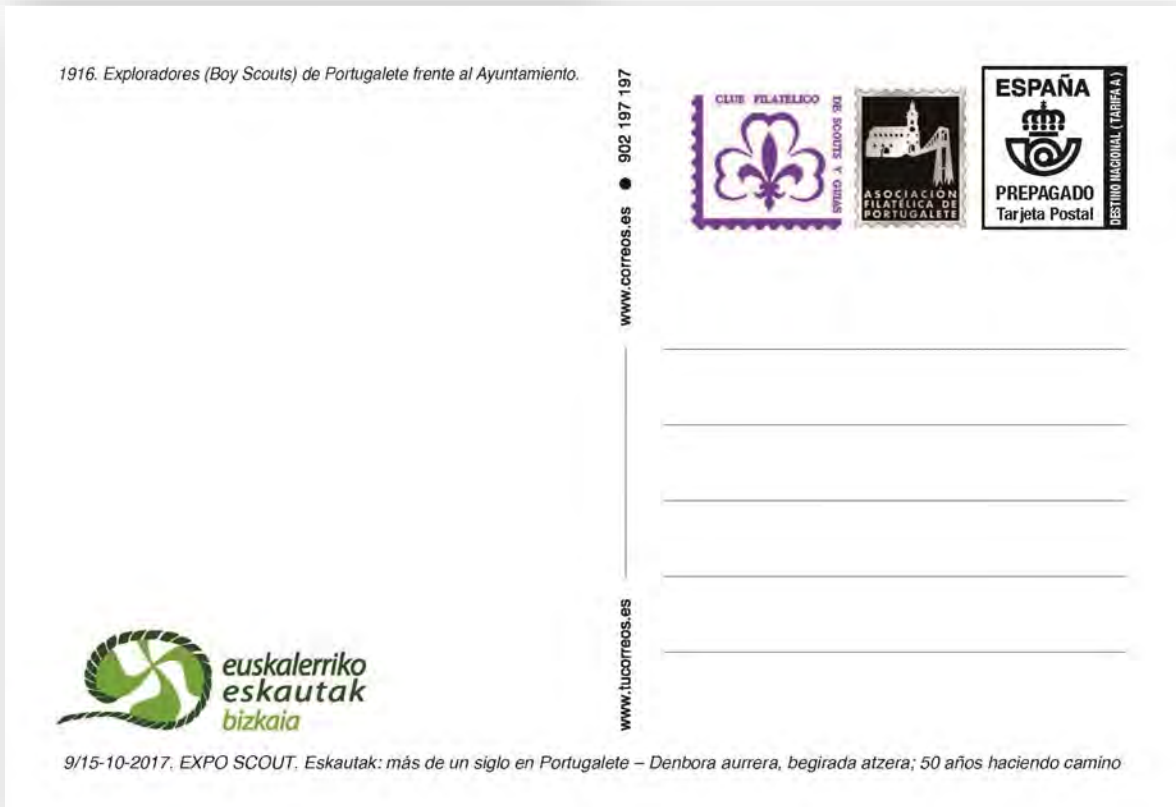 1916. Exploradores (Boy Scouts) de Portugalete frente al Ayuntamiento.
www.correos.es ● 902 197 197
CLUB FILATÉLICO
DE SCOUTS Y GUIAS
ASOCIACIÓN
FILATÉLICA DE
PORTUGALETE
ESPAÑA
PREPAGADO
Tarjeta Postal
DESTINO NACIONAL (TARIFA A)
www.tucorreos.es
euskalerriko
eskautak
bizkaia
9/15-10-2017. EXPO SCOUT. Eskautak: más de un siglo en Portugalete – Denbora aurrera, begirada atzera; 50 años haciendo camino